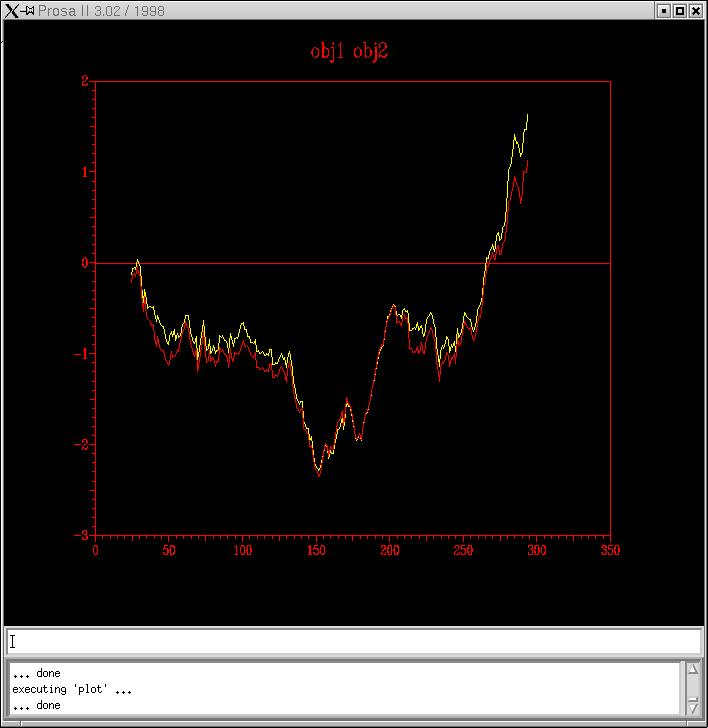 Prosa II 3.02 / 1998
obj1 obj2
2
1
0
-1
-2
-3
0 50 100 150 200 250 300 350
... done
executing 'plot' ...
... done